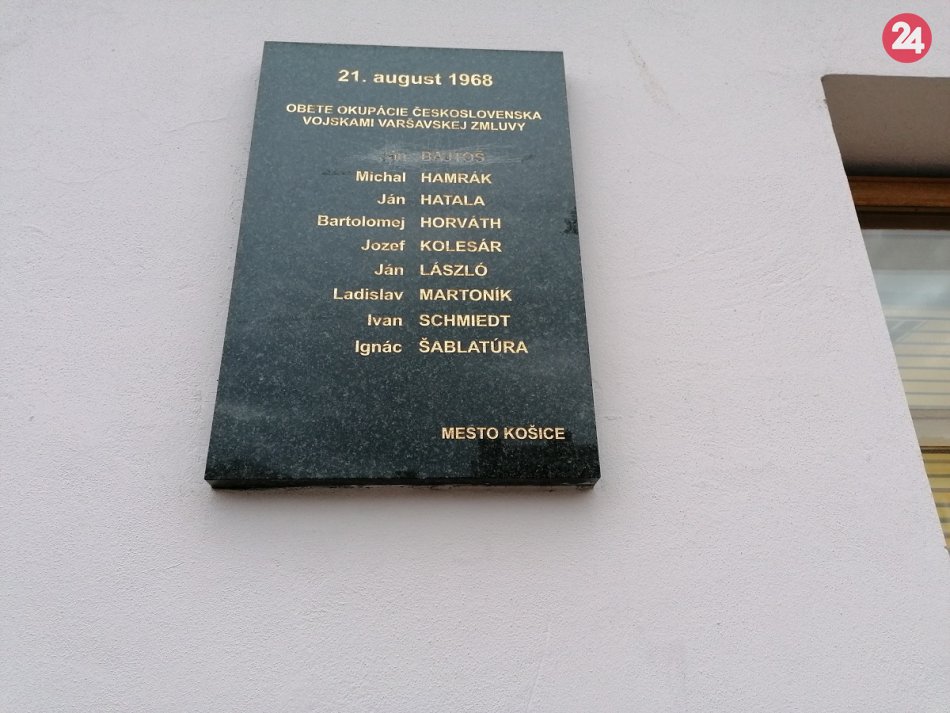 24
21. august 1968
OBETE OKUPÁCIE ČESKOSLOVENSKA
VOJSKAMI VARŠAVSKEJ ZMLUVY
BAJTOŠ
Michal HAMRÁK
Ján HATALA
Bartolomej HORVÁTH
Jozef KOLESÁR
Ján LÁSZLÓ
Ladislav MARTONÍK
Ivan SCHMIEDT
Ignác ŠABLATÚRA
MESTO KOŠICE